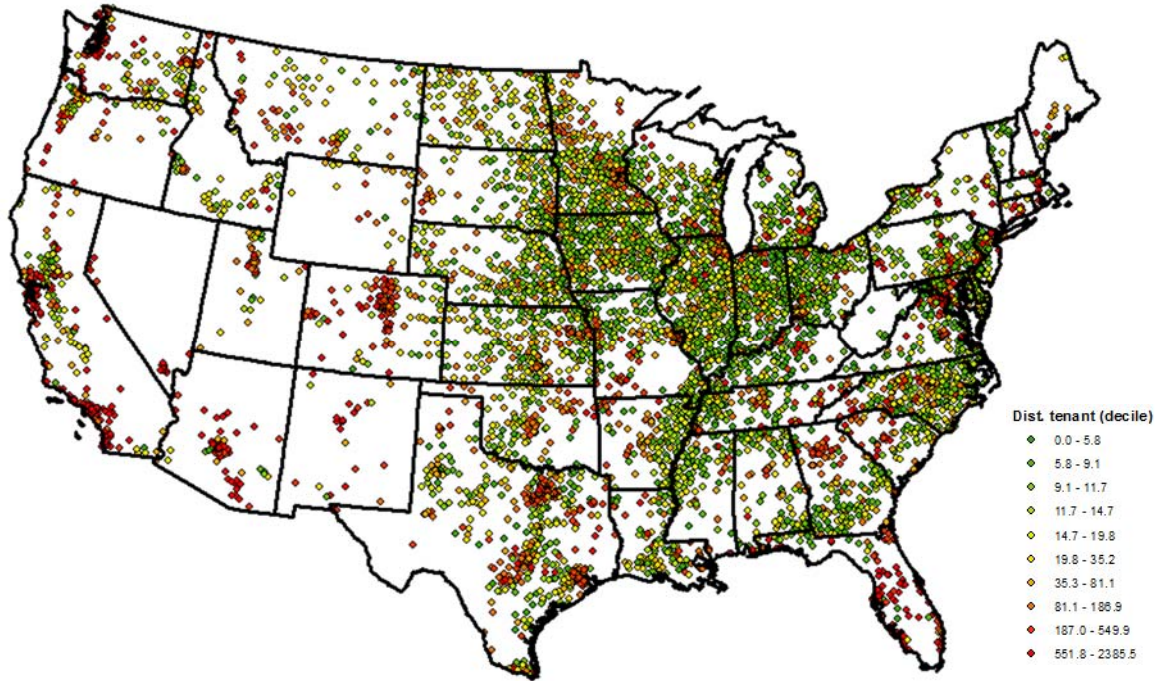 Dist. tenant (decile)
0.0 - 5.8
5.8 - 9.1
9.1 - 11.7
11.7 - 14.7
14.7 - 19.8
19.8 - 35.2
35.3 - 81.1
81.1 - 186.9
187.0 - 549.9
551.8 - 2385.5